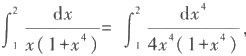 ∫₁² dx / x(1+x⁴) = ∫₁² dx⁴ / 4x⁴(1+x⁴) ,